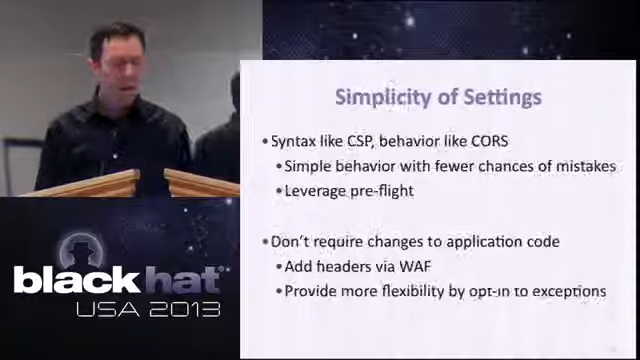 Simplicity of Settings
•Syntax like CSP, behavior like CORS
•Simple behavior with fewer chances of mistakes
•Leverage pre-flight
•Don't require changes to application code
•Add headers via WAF
•Provide more flexibility by opt-in to exceptions
black hat®
USA 2013